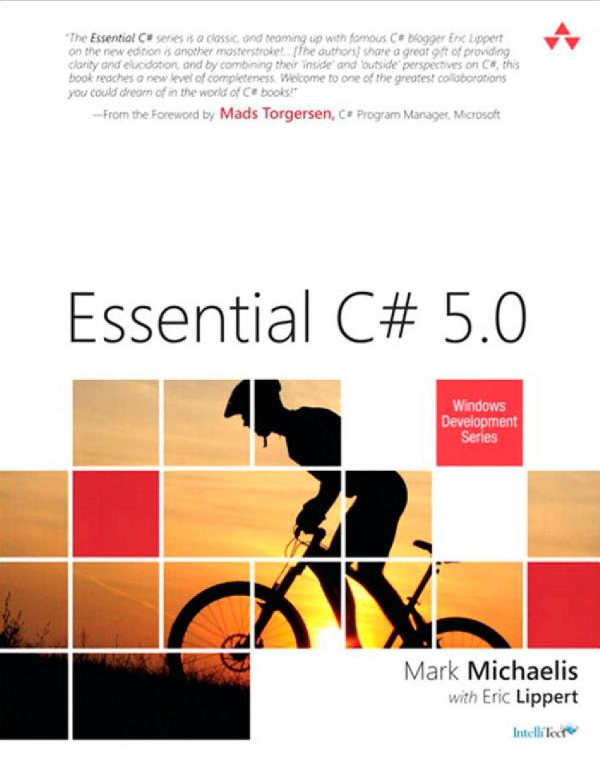 "The Essential C# series is a classic, and teaming up with famous C# blogger Eric Lippert
on the new edition is another masterstroke!... [The authors] share a great gift of providing
clarity and elucidation, and by combining their 'inside' and 'outside' perspectives on C#, this
book reaches a new level of completeness. Welcome to one of the greatest collaborations
you could dream of in the world of C# books!"
—From the Foreword by Mads Torgersen, C# Program Manager, Microsoft
Essential C# 5.0
Windows
Development
Series
Mark Michaelis
with Eric Lippert
IntelliTect